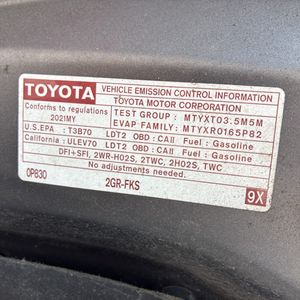 TOYOTA
VEHICLE EMISSION CONTROL INFORMATION
TOYOTA MOTOR CORPORATION
Conforms to regulations
2021MY
TEST GROUP : MTYXT03.5M5M
EVAP FAMILY: MTYXR0165P82
U.S.EPA : T3B70 LDT2 OBD : CAII Fuel : Gasoline
California : ULEV70 LDT2 OBD : CAII Fuel : Gasoline
DFI+SFI, 2WR-HO2S, 2TWC, 2HO2S, TWC
No adjustments needed.
0PB30
2GR-FKS
9X